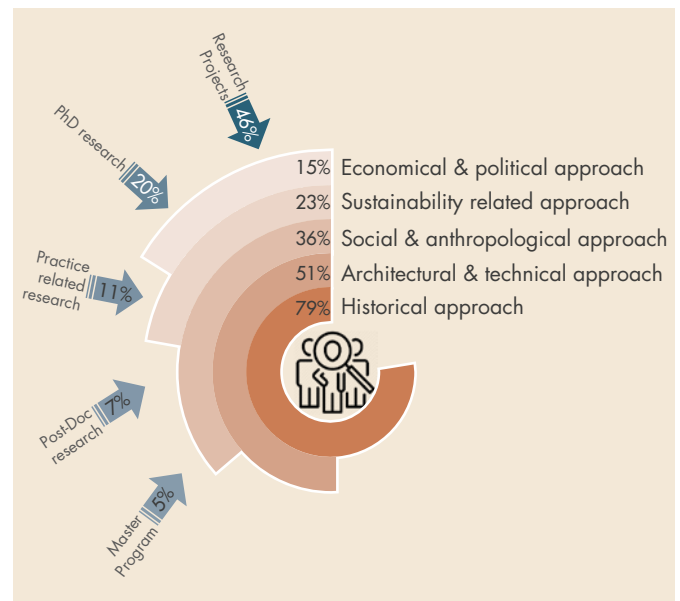 Research
Projects
46%
PhD research
20%
15% Economical & political approach
23% Sustainability related approach
36% Social & anthropological approach
51% Architectural & technical approach
79% Historical approach
Practice
related
research
11%
Post-Doc
research
7%
Master
Program
5%